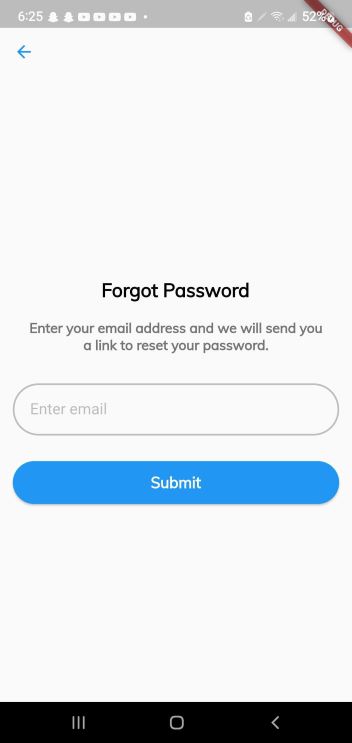 6:25
52%
DEBUG
Forgot Password
Enter your email address and we will send you
a link to reset your password.
Enter email
Submit